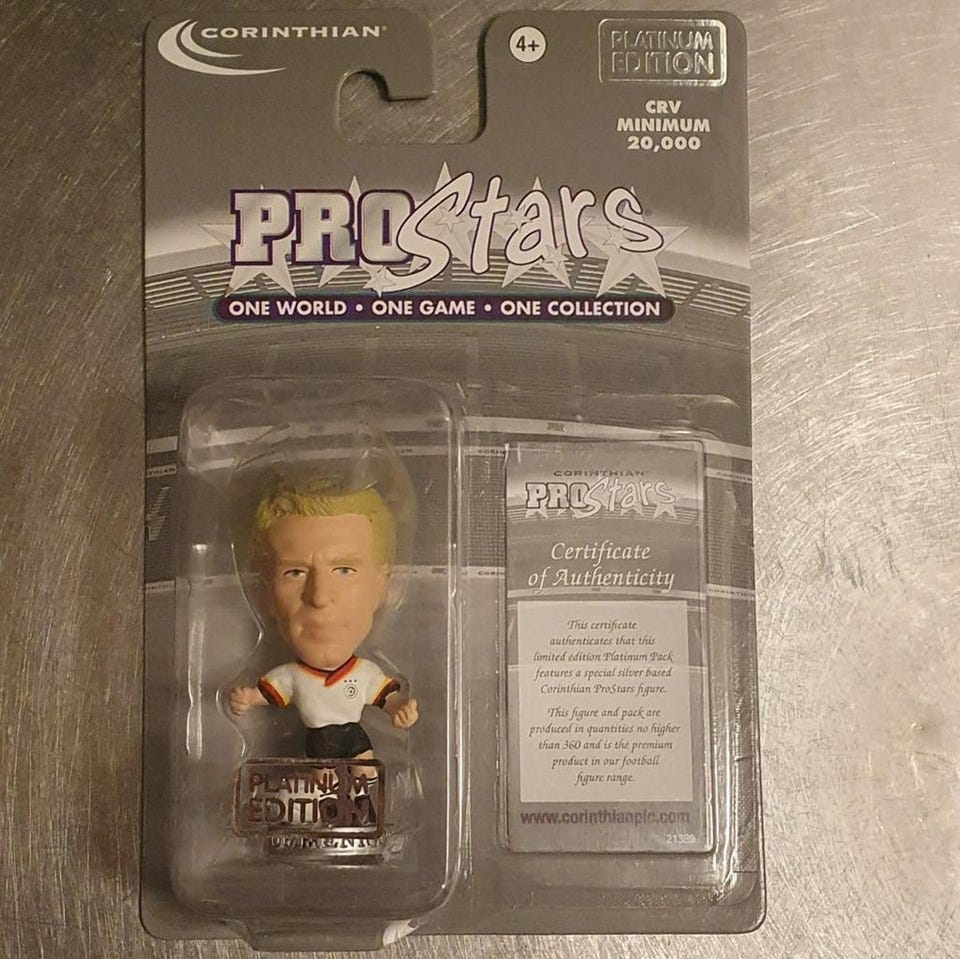 CORINTHIAN®
4+
PLATINUM
EDITION
CRV
MINIMUM
20,000
PROStars®
ONE WORLD • ONE GAME • ONE COLLECTION
CORINTHIAN®
PROStars
Certificate
of Authenticity
This certificate
authenticates that this
limited edition Platinum Pack
features a special silver based
Corinthian ProStars figure.
This figure and pack are
produced in quantities no higher
than 360 and is the premium
product in our football
figure range.
www.corinthianplc.com
21339
PLATINUM
EDITION